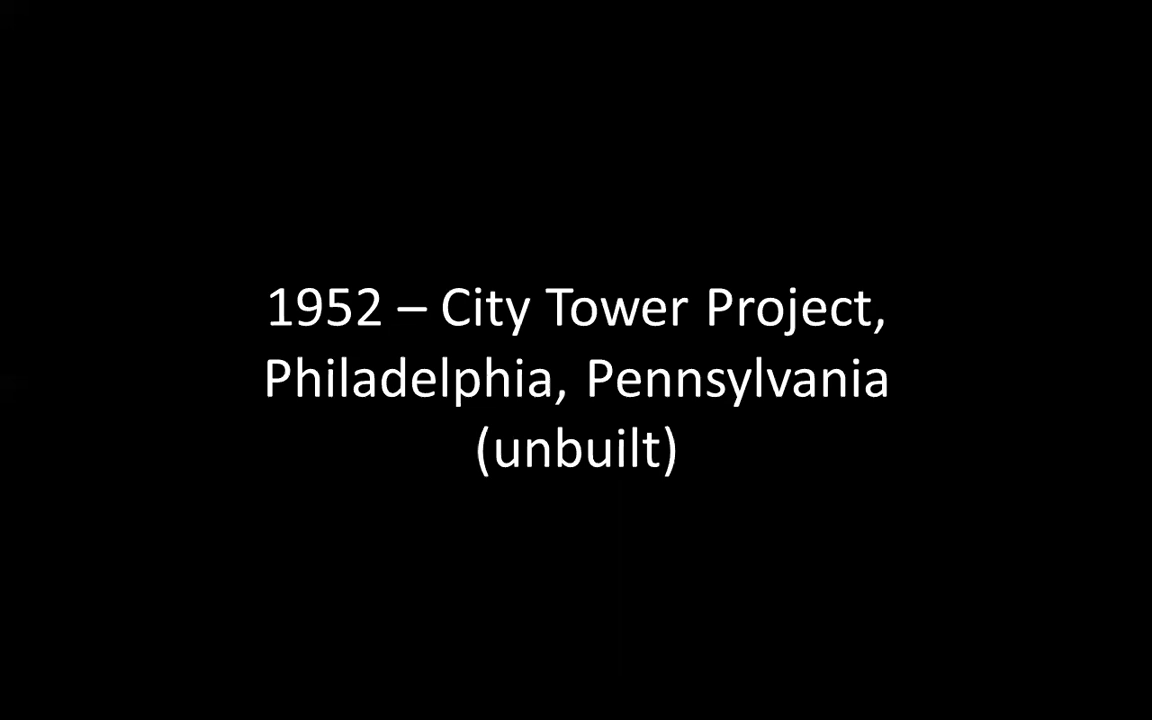 1952 – City Tower Project,
Philadelphia, Pennsylvania
(unbuilt)